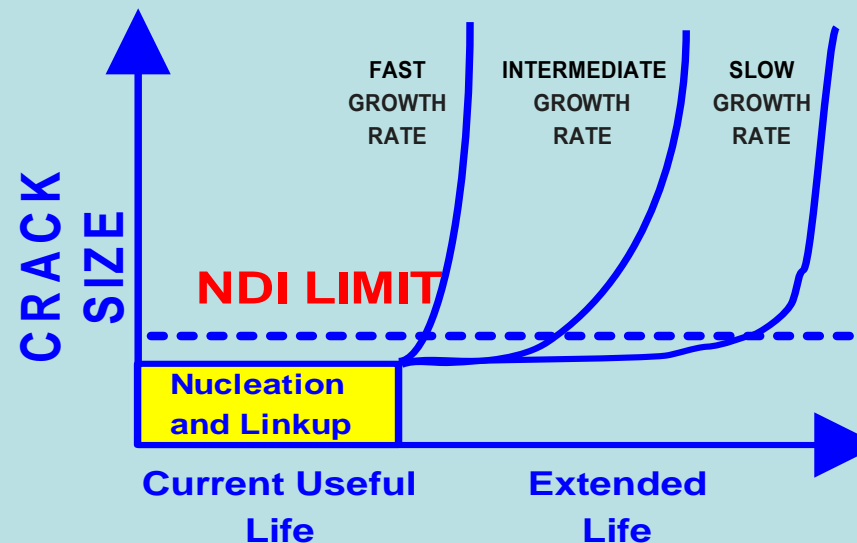 FAST
GROWTH
RATE
INTERMEDIATE
GROWTH
RATE
SLOW
GROWTH
RATE
CRACK
SIZE
NDI LIMIT
Nucleation
and Linkup
Current Useful
Life
Extended
Life